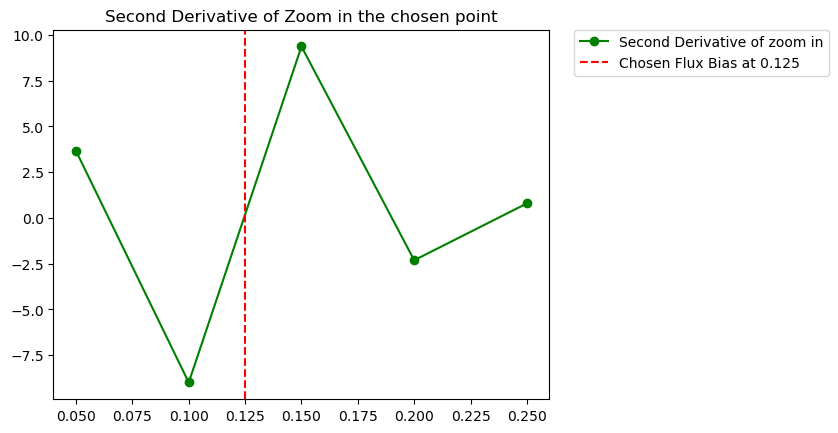 Second Derivative of Zoom in the chosen point
Second Derivative of zoom in
Chosen Flux Bias at 0.125
10.0
7.5
5.0
2.5
0.0
−2.5
−5.0
−7.5
0.050 0.075 0.100 0.125 0.150 0.175 0.200 0.225 0.250